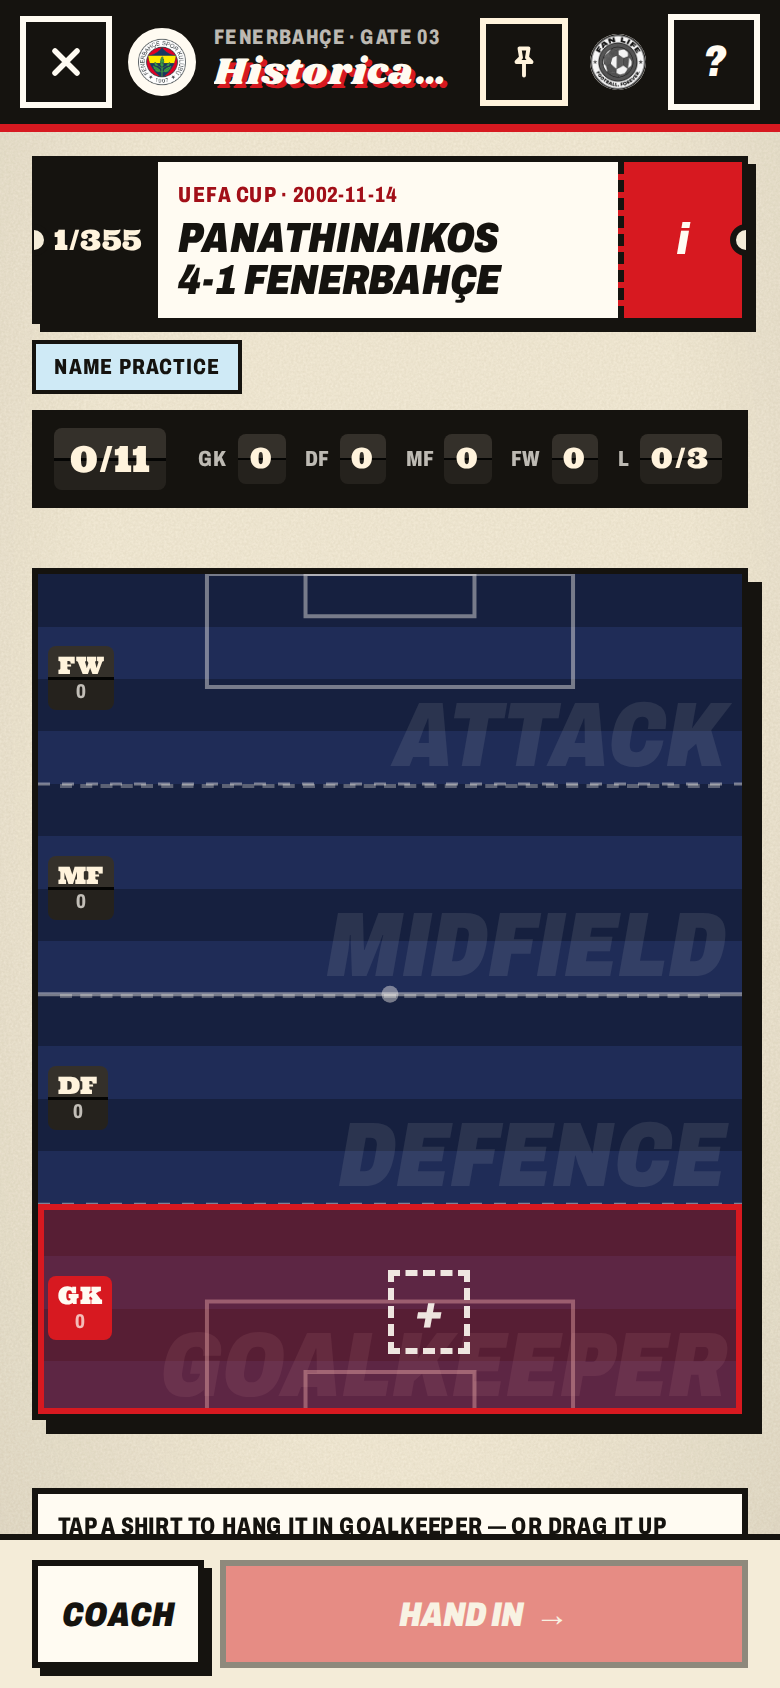 FENERBAHÇE · GATE 03
Historica...
?
FAN LIFE
UEFA CUP · 2002-11-14
1/355
PANATHINAIKOS
4-1 FENERBAHÇE
i
NAME PRACTICE
0/11 GK 0 DF 0 MF 0 FW 0 L 0/3
FW
0
ATTACK
MF
0
MIDFIELD
DF
0
DEFENCE
GK
0
+
GOALKEEPER
TAP A SHIRT TO HANG IT IN GOALKEEPER — OR DRAG IT UP
COACH
HAND IN →